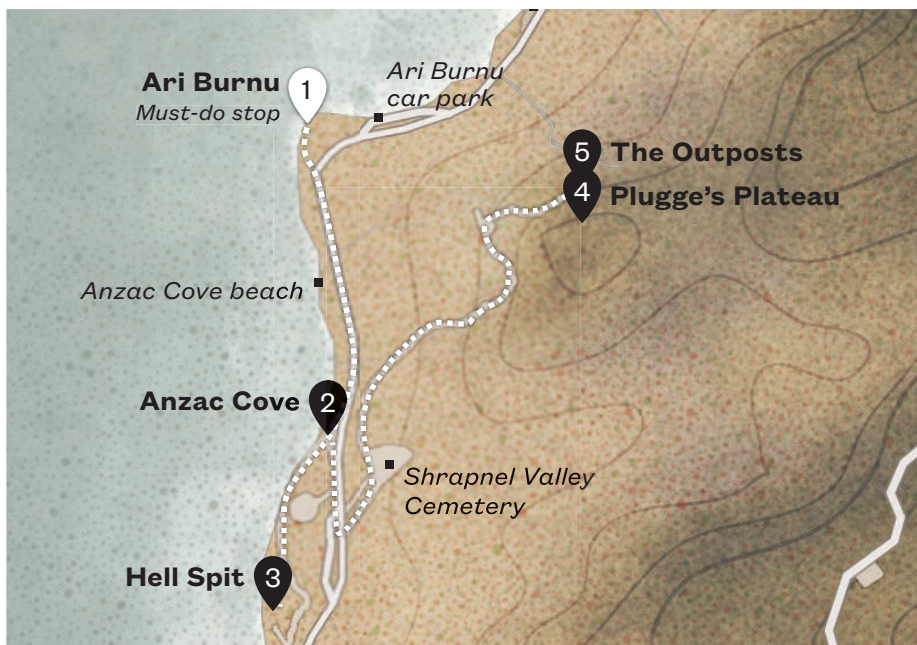 Ari Burnu
Must-do stop
1
Ari Burnu
car park
5
The Outposts
4
Plugge’s Plateau
Anzac Cove beach
Anzac Cove
2
Shrapnel Valley
Cemetery
Hell Spit
3